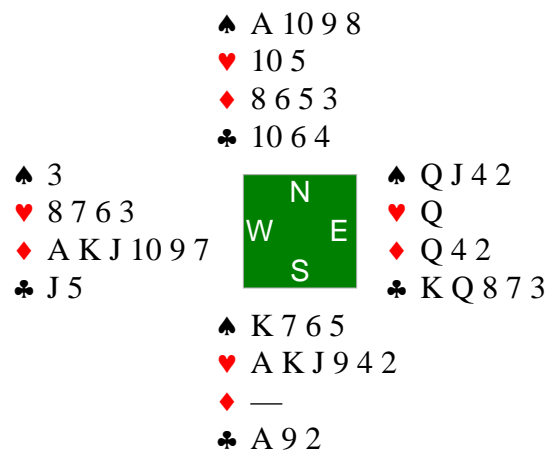 ♠ A 10 9 8
♥ 10 5
♦ 8 6 5 3
♣ 10 6 4
♠ 3
♥ 8 7 6 3
♦ A K J 10 9 7
♣ J 5
N
W E
S
♠ Q J 4 2
♥ Q
♦ Q 4 2
♣ K Q 8 7 3
♠ K 7 6 5
♥ A K J 9 4 2
♦ —
♣ A 9 2